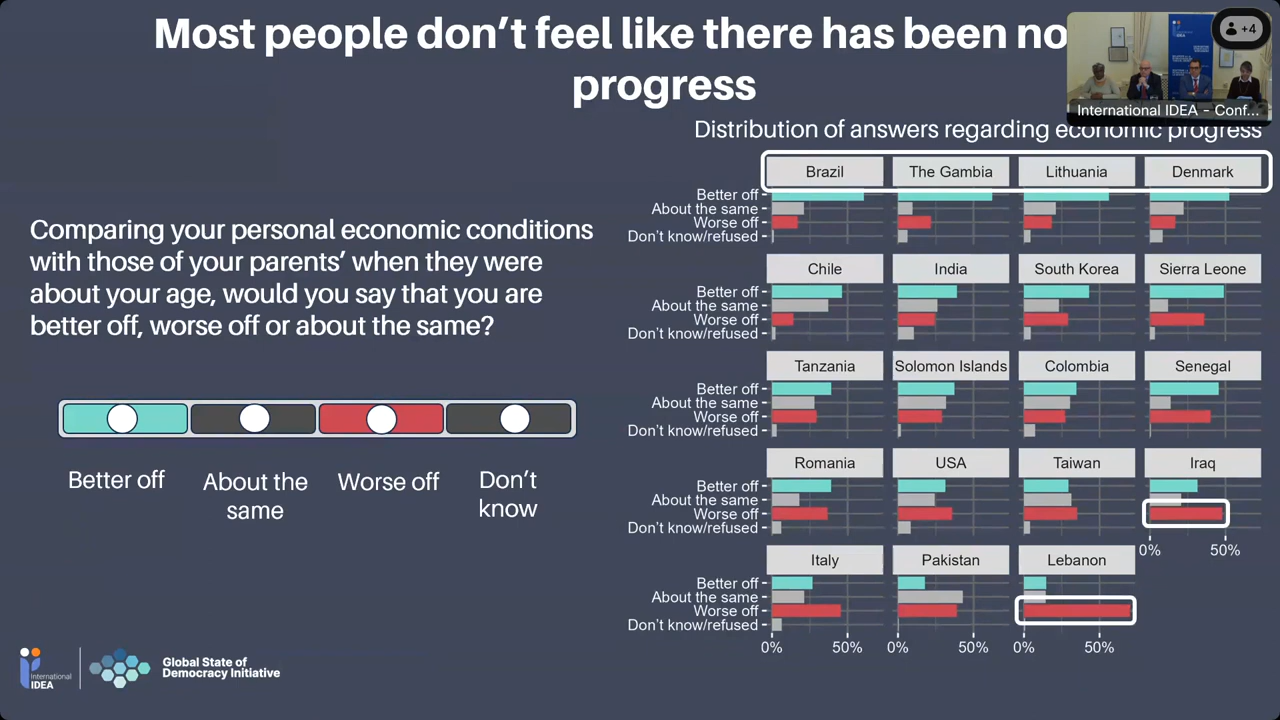 Most people don't feel like there has been no
progress
+4
International IDEA - Conf...
Distribution of answers regarding economic progress
Comparing your personal economic conditions
with those of your parents' when they were
about your age, would you say that you are
better off, worse off or about the same?
Better off
About the same
Worse off
Don't know
Brazil
The Gambia
Lithuania
Denmark
Better off
About the same
Worse off
Don't know/refused
Chile
India
South Korea
Sierra Leone
Better off
About the same
Worse off
Don't know/refused
Tanzania
Solomon Islands
Colombia
Senegal
Better off
About the same
Worse off
Don't know/refused
Romania
USA
Taiwan
Iraq
Better off
About the same
Worse off
Don't know/refused
0%
50%
Italy
Pakistan
Lebanon
Better off
About the same
Worse off
Don't know/refused
0%
50%
0%
50%
0%
50%
International
IDEA
Global State of
Democracy Initiative